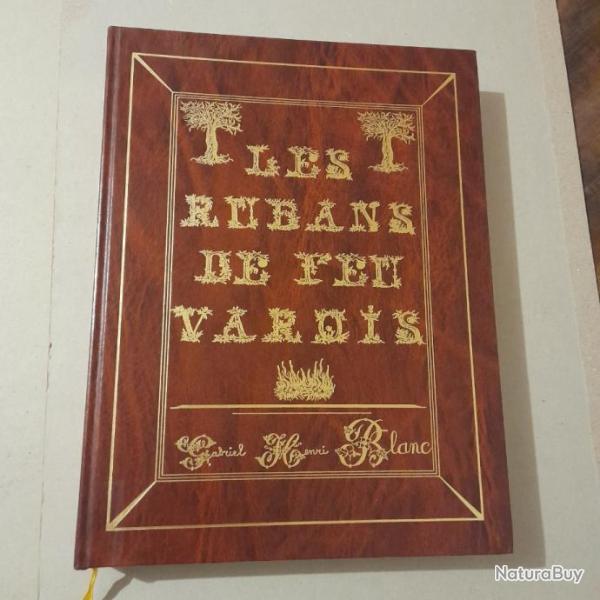 LES
RUBANS
DE FEU
VAROIS
Gabriel Henri Blanc
NaturaBuy